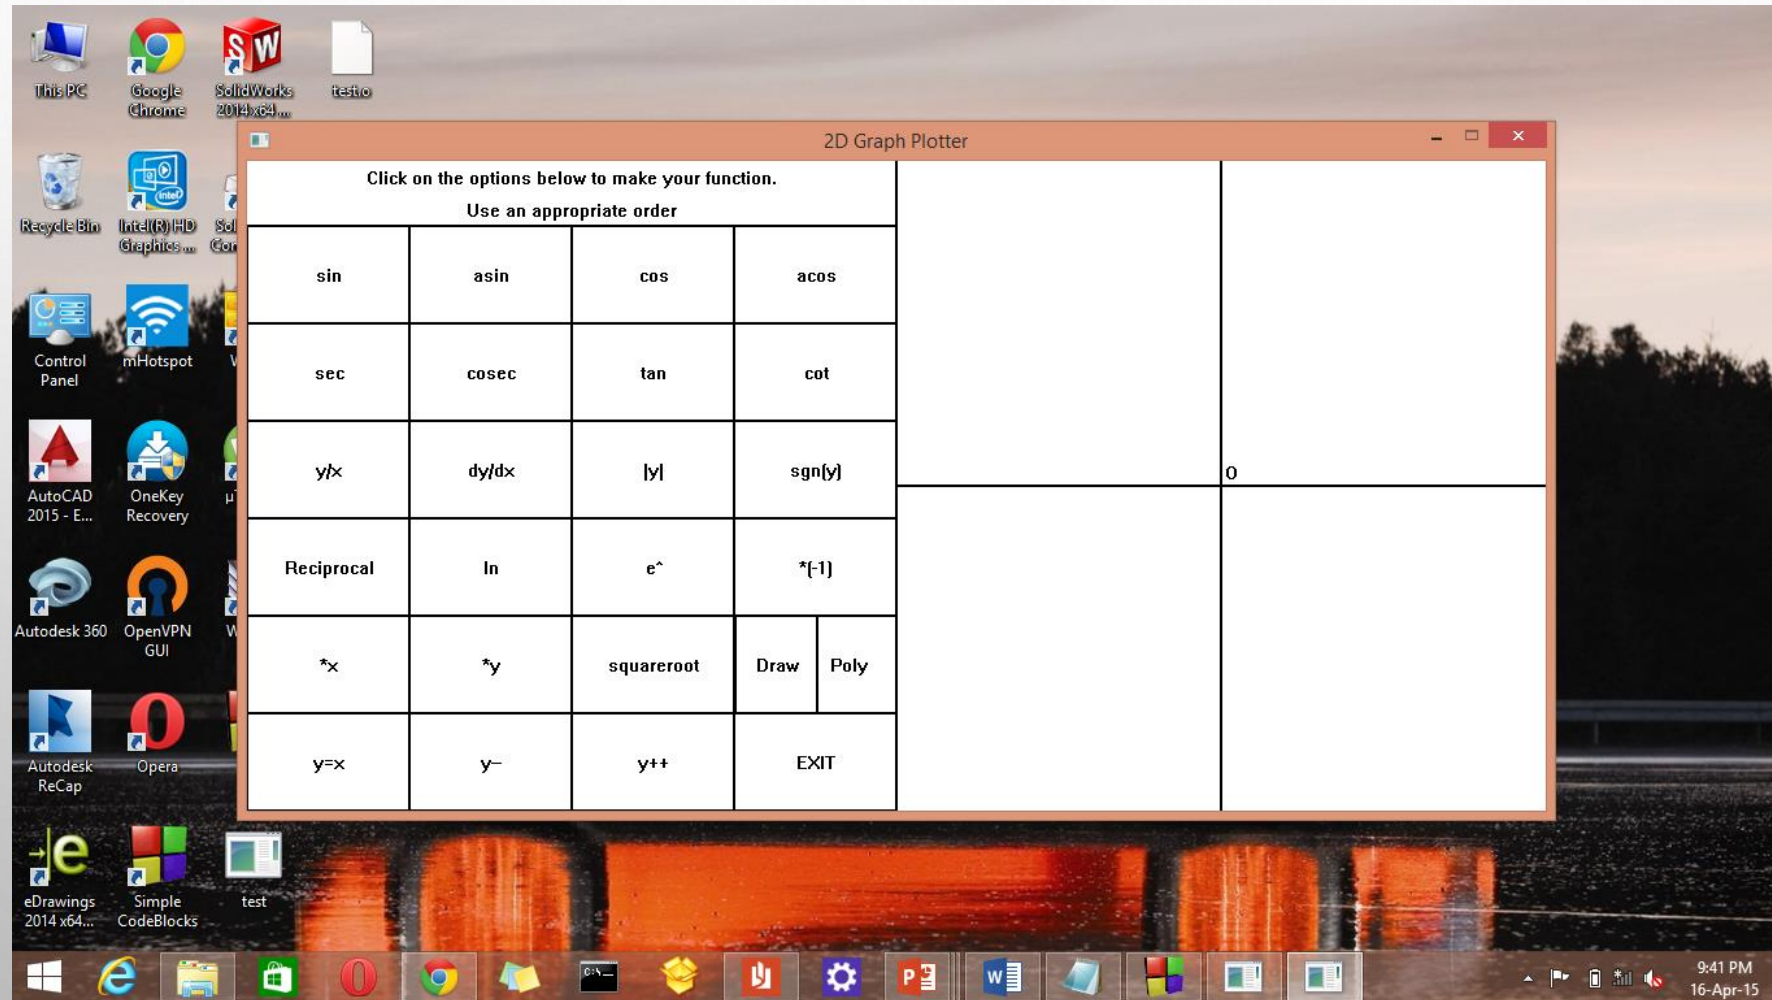 This PC
Google
Chrome
SolidWorks
2014 x64 ...
test.o
Recycle Bin
Intel(R) HD
Graphics ...
Sol
Con
Control
Panel
mHotspot
AutoCAD
2015 - E...
OneKey
Recovery
µ
Autodesk 360
OpenVPN
GUI
W
Autodesk
ReCap
Opera
eDrawings
2014 x64...
Simple
CodeBlocks
test
2D Graph Plotter
Click on the options below to make your function.
Use an appropriate order
sin asin cos acos
sec cosec tan cot
y/x dy/dx |y| sgn(y)
Reciprocal ln e^ *(-1)
*x *y squareroot Draw Poly
y=x y-- y++ EXIT
0
9:41 PM
16-Apr-15